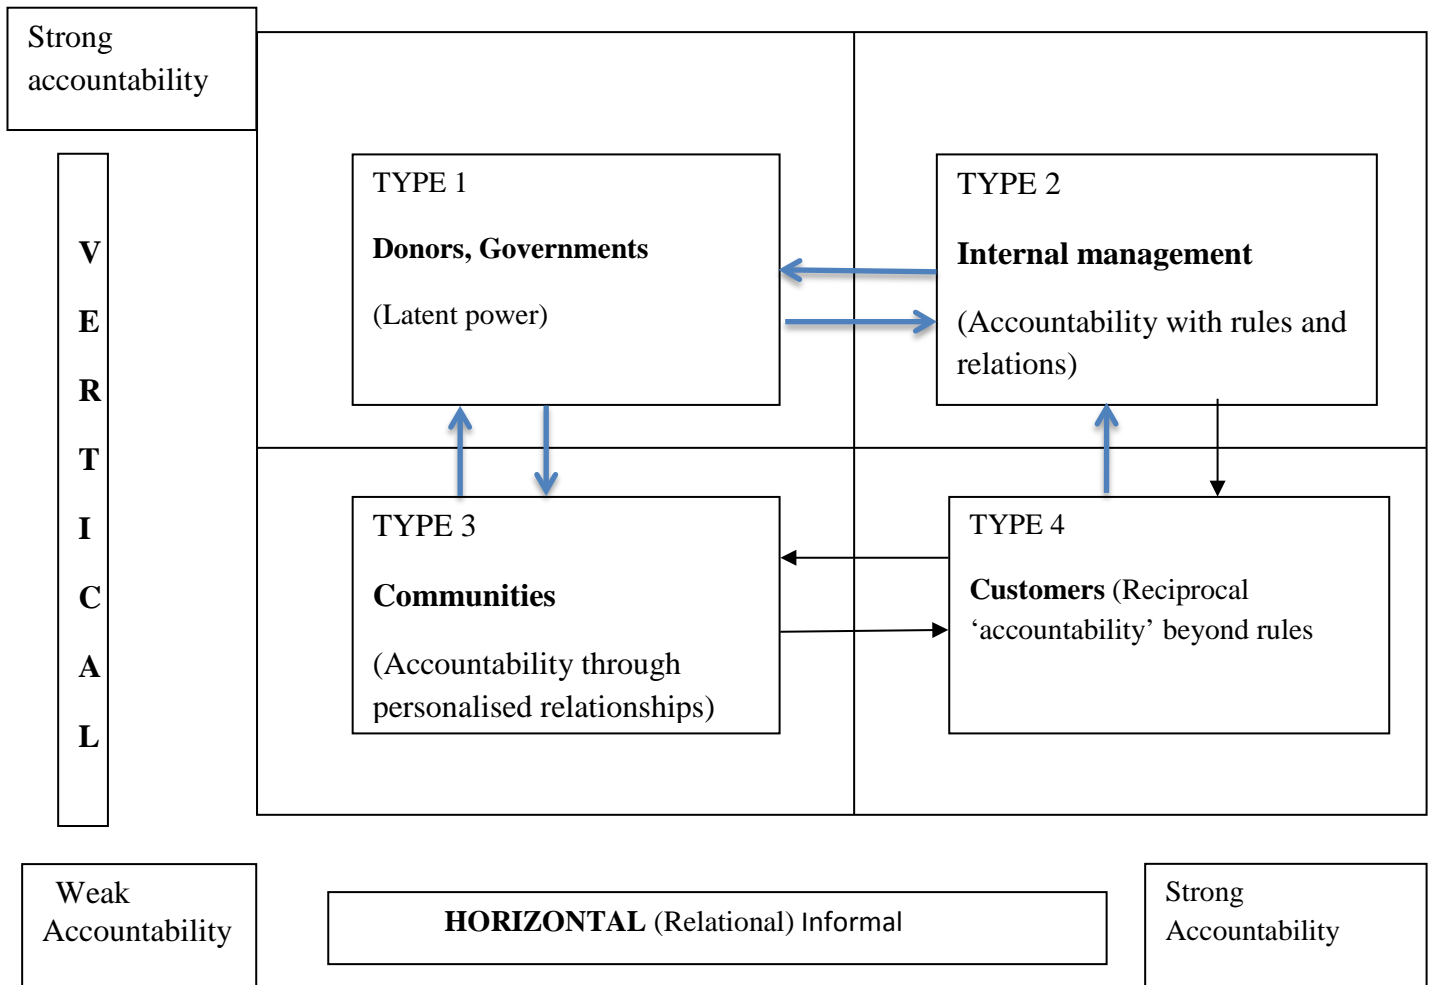 Strong
accountability
TYPE 1
Donors, Governments
(Latent power)
TYPE 2
Internal management
(Accountability with rules and
relations)
V
E
R
T
I
C
A
L
TYPE 3
Communities
(Accountability through
personalised relationships)
TYPE 4
Customers (Reciprocal
‘accountability’ beyond rules
Weak
Accountability
HORIZONTAL (Relational) Informal
Strong
Accountability